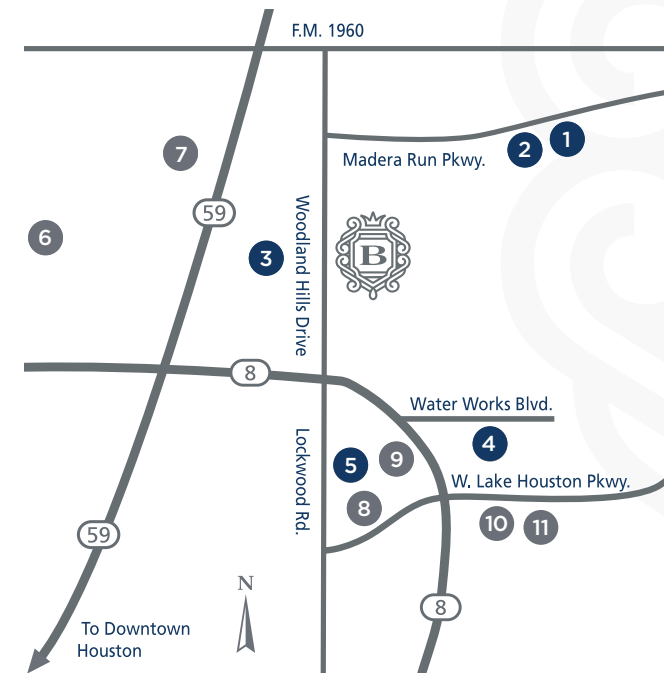 F.M. 1960
7
2
1
Madera Run Pkwy.
59
6
Woodland Hills Drive
B
3
8
Water Works Blvd.
Lockwood Rd.
4
5
9
W. Lake Houston Pkwy.
8
10
11
59
N
8
To Downtown
Houston